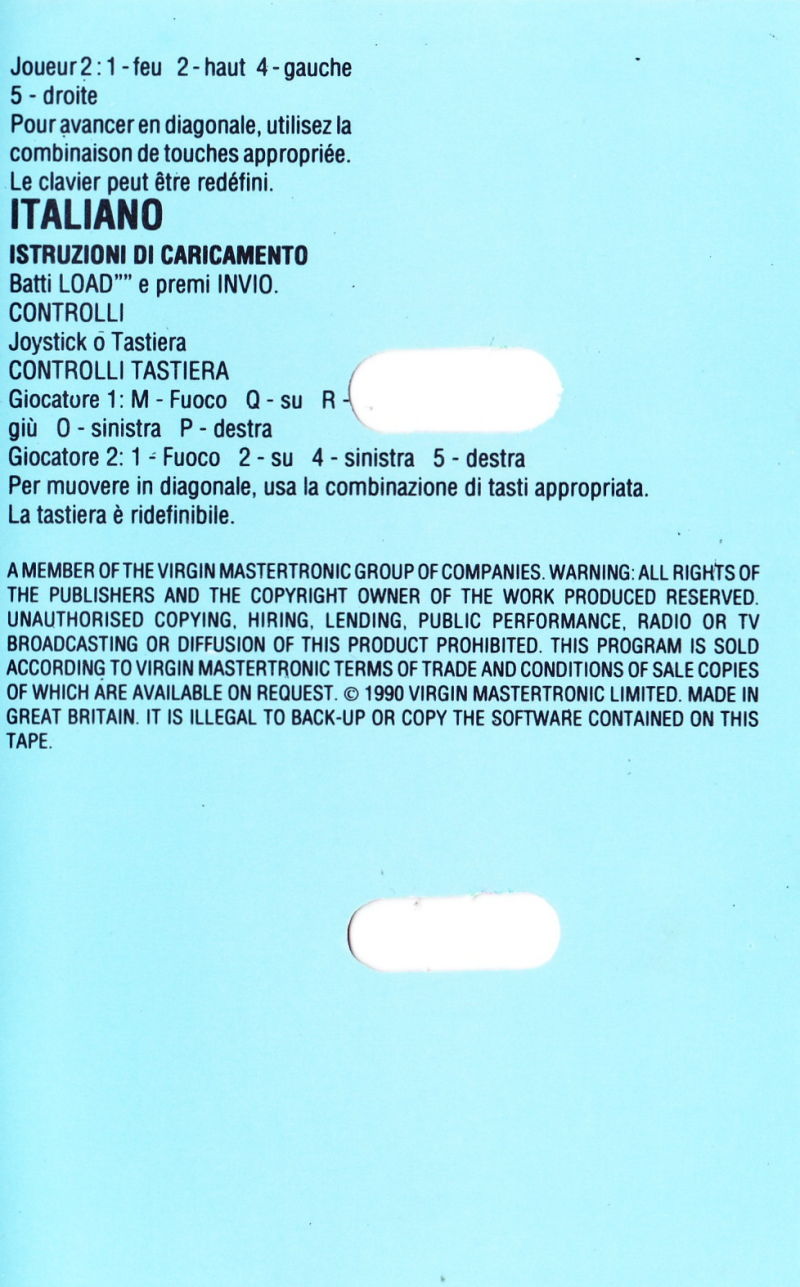 Joueur 2 : 1 - feu 2 - haut 4 - gauche
5 - droite
Pour avancer en diagonale, utilisez la
combinaison de touches appropriée.
Le clavier peut être redéfini.
ITALIANO
ISTRUZIONI DI CARICAMENTO
Batti LOAD"" e premi INVIO.
CONTROLLI
Joystick o Tastiera
CONTROLLI TASTIERA
Giocatore 1: M - Fuoco Q - su R -
giù O - sinistra P - destra
Giocatore 2: 1 - Fuoco 2 - su 4 - sinistra 5 - destra
Per muovere in diagonale, usa la combinazione di tasti appropriata.
La tastiera è ridefinibile.
A MEMBER OF THE VIRGIN MASTERTRONIC GROUP OF COMPANIES. WARNING: ALL RIGHTS OF
THE PUBLISHERS AND THE COPYRIGHT OWNER OF THE WORK PRODUCED RESERVED.
UNAUTHORISED COPYING, HIRING, LENDING, PUBLIC PERFORMANCE, RADIO OR TV
BROADCASTING OR DIFFUSION OF THIS PRODUCT PROHIBITED. THIS PROGRAM IS SOLD
ACCORDING TO VIRGIN MASTERTRONIC TERMS OF TRADE AND CONDITIONS OF SALE COPIES
OF WHICH ARE AVAILABLE ON REQUEST. © 1990 VIRGIN MASTERTRONIC LIMITED. MADE IN
GREAT BRITAIN. IT IS ILLEGAL TO BACK-UP OR COPY THE SOFTWARE CONTAINED ON THIS
TAPE.